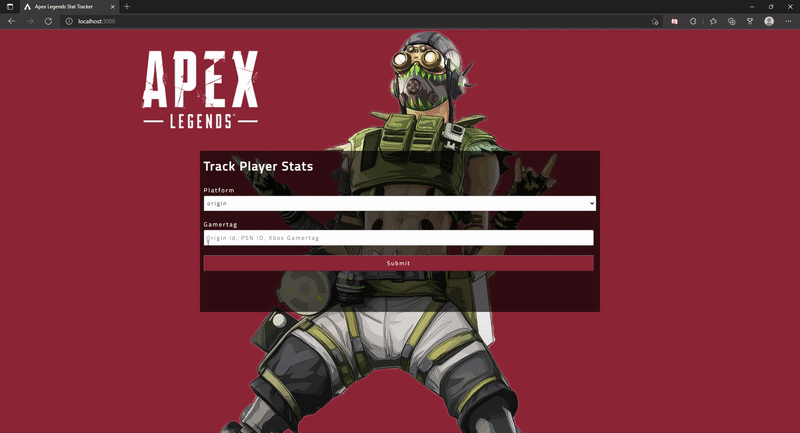 Apex Legends Stat Tracker
localhost:3000
APEX
LEGENDS™
Track Player Stats
Platform
origin
Gamertag
Origin Id, PSN ID, Xbox Gamertag
Submit